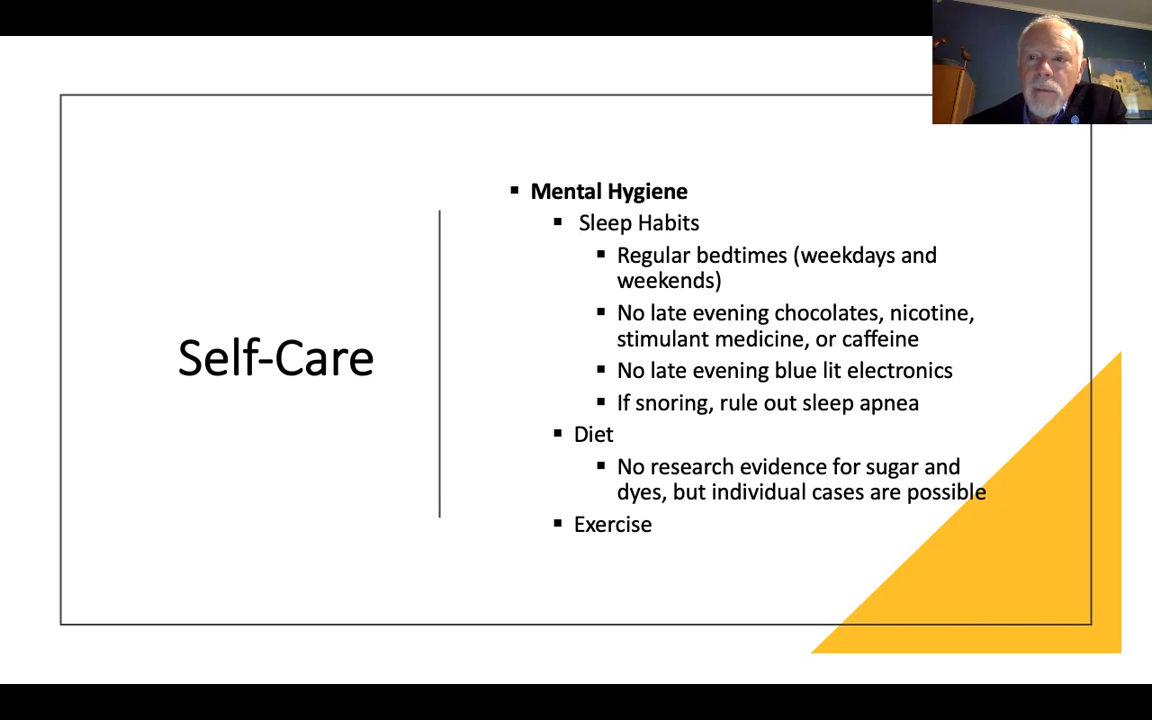 Self-Care
▪ Mental Hygiene
▪ Sleep Habits
▪ Regular bedtimes (weekdays and
weekends)
▪ No late evening chocolates, nicotine,
stimulant medicine, or caffeine
▪ No late evening blue lit electronics
▪ If snoring, rule out sleep apnea
▪ Diet
▪ No research evidence for sugar and
dyes, but individual cases are possible
▪ Exercise